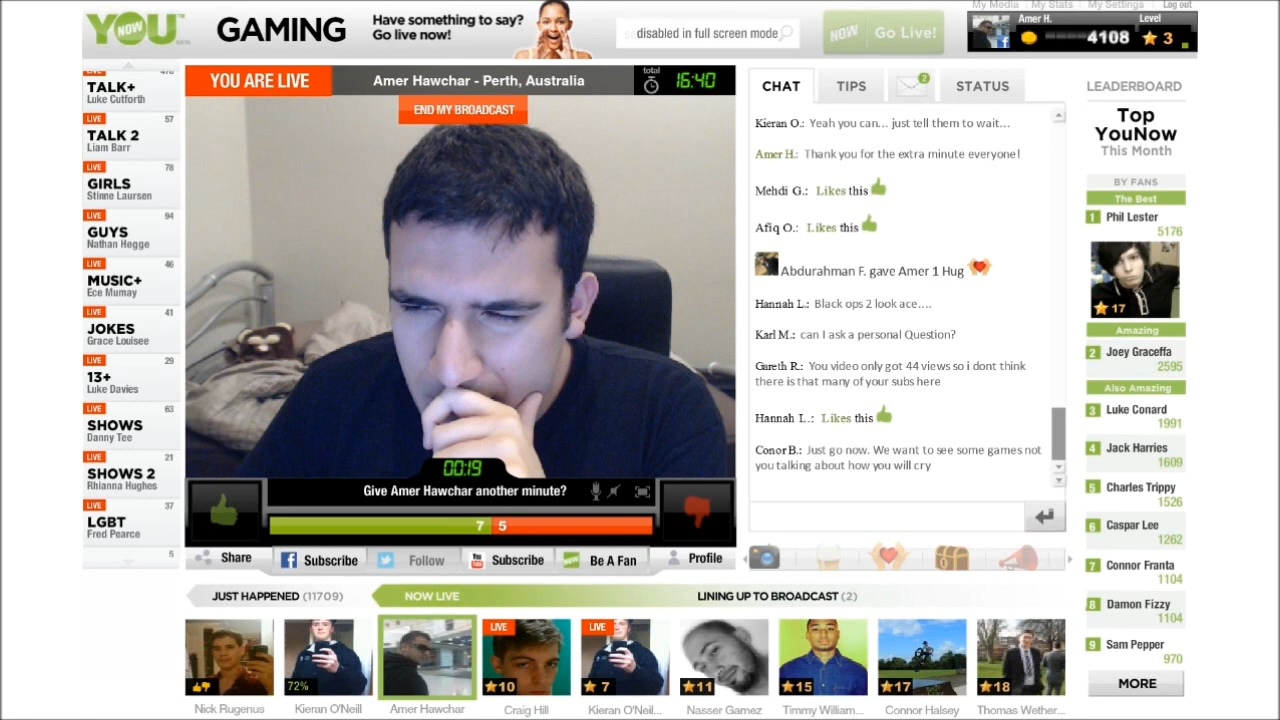 My Media | My Stats | My Settings | Log out
YOU NOW BETA
GAMING
Have something to say?
Go live now!
disabled in full screen mode
NOW Go Live!
Amer H.
Level
4108
3
TALK+
Luke Cutforth
LIVE 57
TALK 2
Liam Barr
LIVE 78
GIRLS
Stinne Laursen
LIVE 94
GUYS
Nathan Hegge
LIVE 46
MUSIC+
Ece Mumay
LIVE 41
JOKES
Grace Louisee
LIVE 29
13+
Luke Davies
LIVE 63
SHOWS
Danny Tee
LIVE 21
SHOWS 2
Rhianna Hughes
LIVE 37
LGBT
Fred Pearce
5
YOU ARE LIVE
Amer Hawchar - Perth, Australia
total
16:40
END MY BROADCAST
00:19
Give Amer Hawchar another minute?
7 5
Share
Subscribe
Follow
You Tube Subscribe
NOW Be A Fan
Profile
CHAT
TIPS
2
STATUS
Kieran O.: Yeah you can... just tell them to wait...
Amer H.: Thank you for the extra minute everyone!
Mehdi G.: Likes this
Afiq O.: Likes this
Abdurahman F. gave Amer 1 Hug
Hannah L.: Black ops 2 look ace....
Karl M.: can I ask a personal Question?
Gareth R.: You video only got 44 views so i dont think
there is that many of your subs here
Hannah L.: Likes this
Conor B.: Just go now. We want to see some games not
you talking about how you will cry
LEADERBOARD
Top
YouNow
This Month
BY FANS
The Best
1 Phil Lester
5176
17
Amazing
2 Joey Graceffa
2595
Also Amazing
3 Luke Conard
1991
4 Jack Harries
1609
5 Charles Trippy
1526
6 Caspar Lee
1262
7 Connor Franta
1104
8 Damon Fizzy
1104
9 Sam Pepper
970
MORE
JUST HAPPENED (11709)
NOW LIVE
LINING UP TO BROADCAST (2)
72%
LIVE
10
LIVE
7
11
15
17
18
Nick Rugenus
Kieran O'Neill
Amer Hawchar
Craig Hill
Kieran O'Neil...
Nasser Gamez
Timmy William...
Connor Halsey
Thomas Wether...